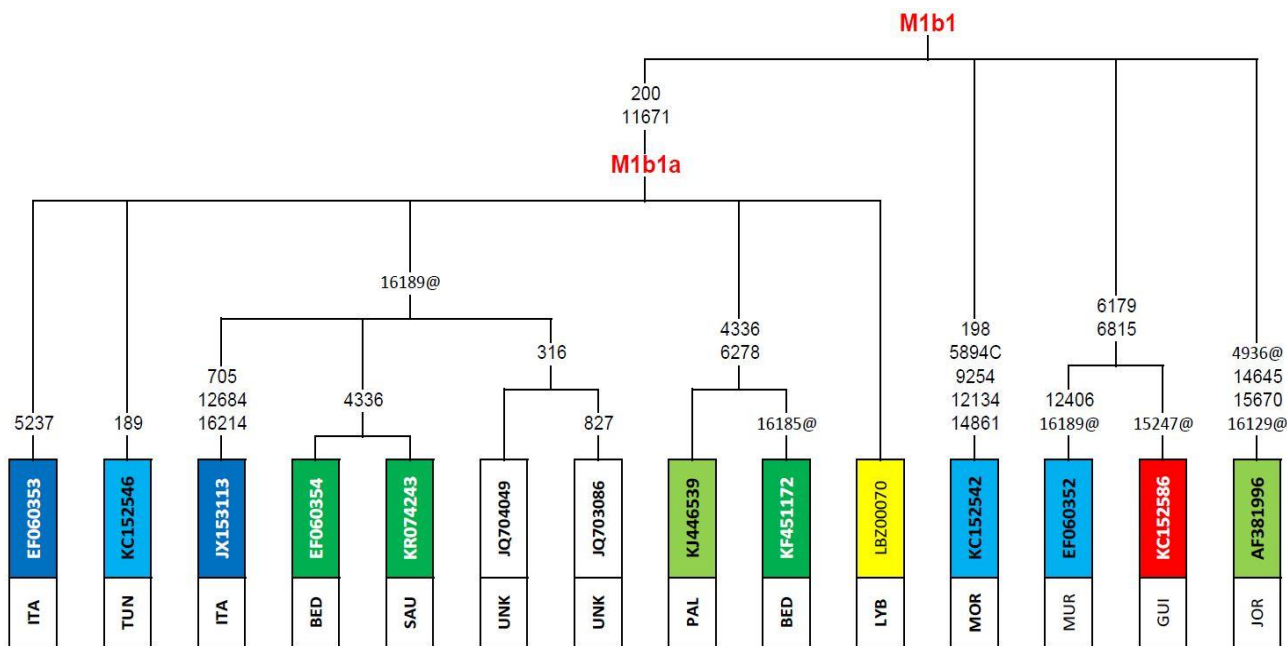 M1b1
200
11671
M1b1a
16189@
6179
6815
4336
6278
198
5894C
9254
12134
14861
4936@
14645
15670
16129@
316
705
12684
16214
4336
12406
16189@
5237
189
827
16185@
15247@
EF060353
KC152546
JX153113
EF060354
KR074243
JQ704049
JQ703086
KJ446539
KF451172
LBZ00070
KC152542
EF060352
KC152586
AF381996
ITA
TUN
ITA
BED
SAU
UNK
UNK
PAL
BED
LYB
MOR
MUR
GUI
JOR